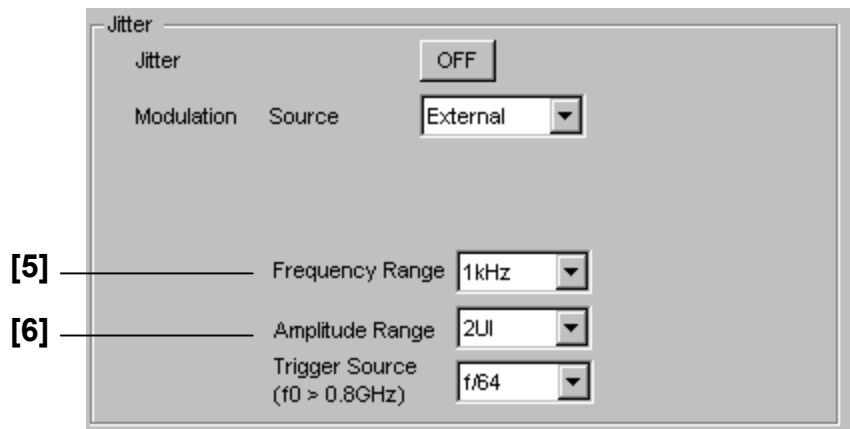 Jitter
Jitter OFF
Modulation Source External
[5] Frequency Range 1kHz
[6] Amplitude Range 2UI
Trigger Source
(f0 > 0.8GHz) f/64